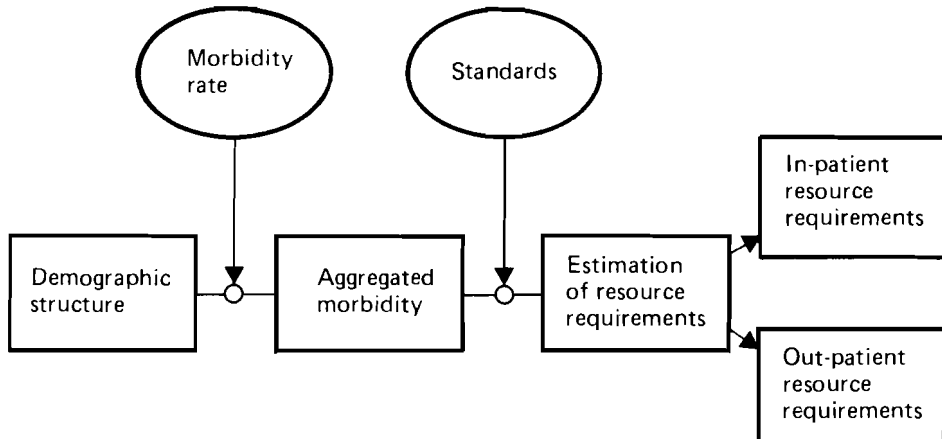 Morbidity
rate
Standards
In-patient
resource
requirements
Demographic
structure
Aggregated
morbidity
Estimation
of resource
requirements
Out-patient
resource
requirements